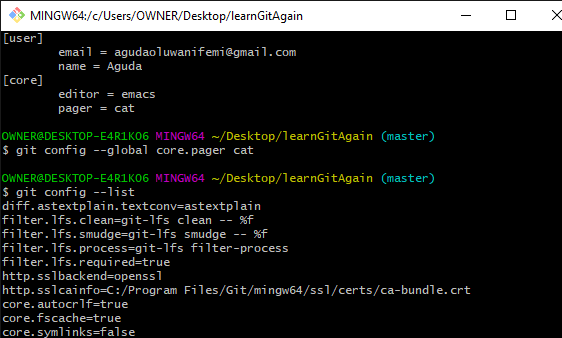 MINGW64:/c/Users/OWNER/Desktop/learnGitAgain
[user]
        email = agudaoluwanifemi@gmail.com
        name = Aguda
[core]
        editor = emacs
        pager = cat
OWNER@DESKTOP-E4R1KO6 MINGW64 ~/Desktop/learnGitAgain (master)
$ git config --global core.pager cat
OWNER@DESKTOP-E4R1KO6 MINGW64 ~/Desktop/learnGitAgain (master)
$ git config --list
diff.astextplain.textconv=astextplain
filter.lfs.clean=git-lfs clean -- %f
filter.lfs.smudge=git-lfs smudge -- %f
filter.lfs.process=git-lfs filter-process
filter.lfs.required=true
http.sslbackend=openssl
http.sslcainfo=C:/Program Files/Git/mingw64/ssl/certs/ca-bundle.crt
core.autocrlf=true
core.fscache=true
core.symlinks=false